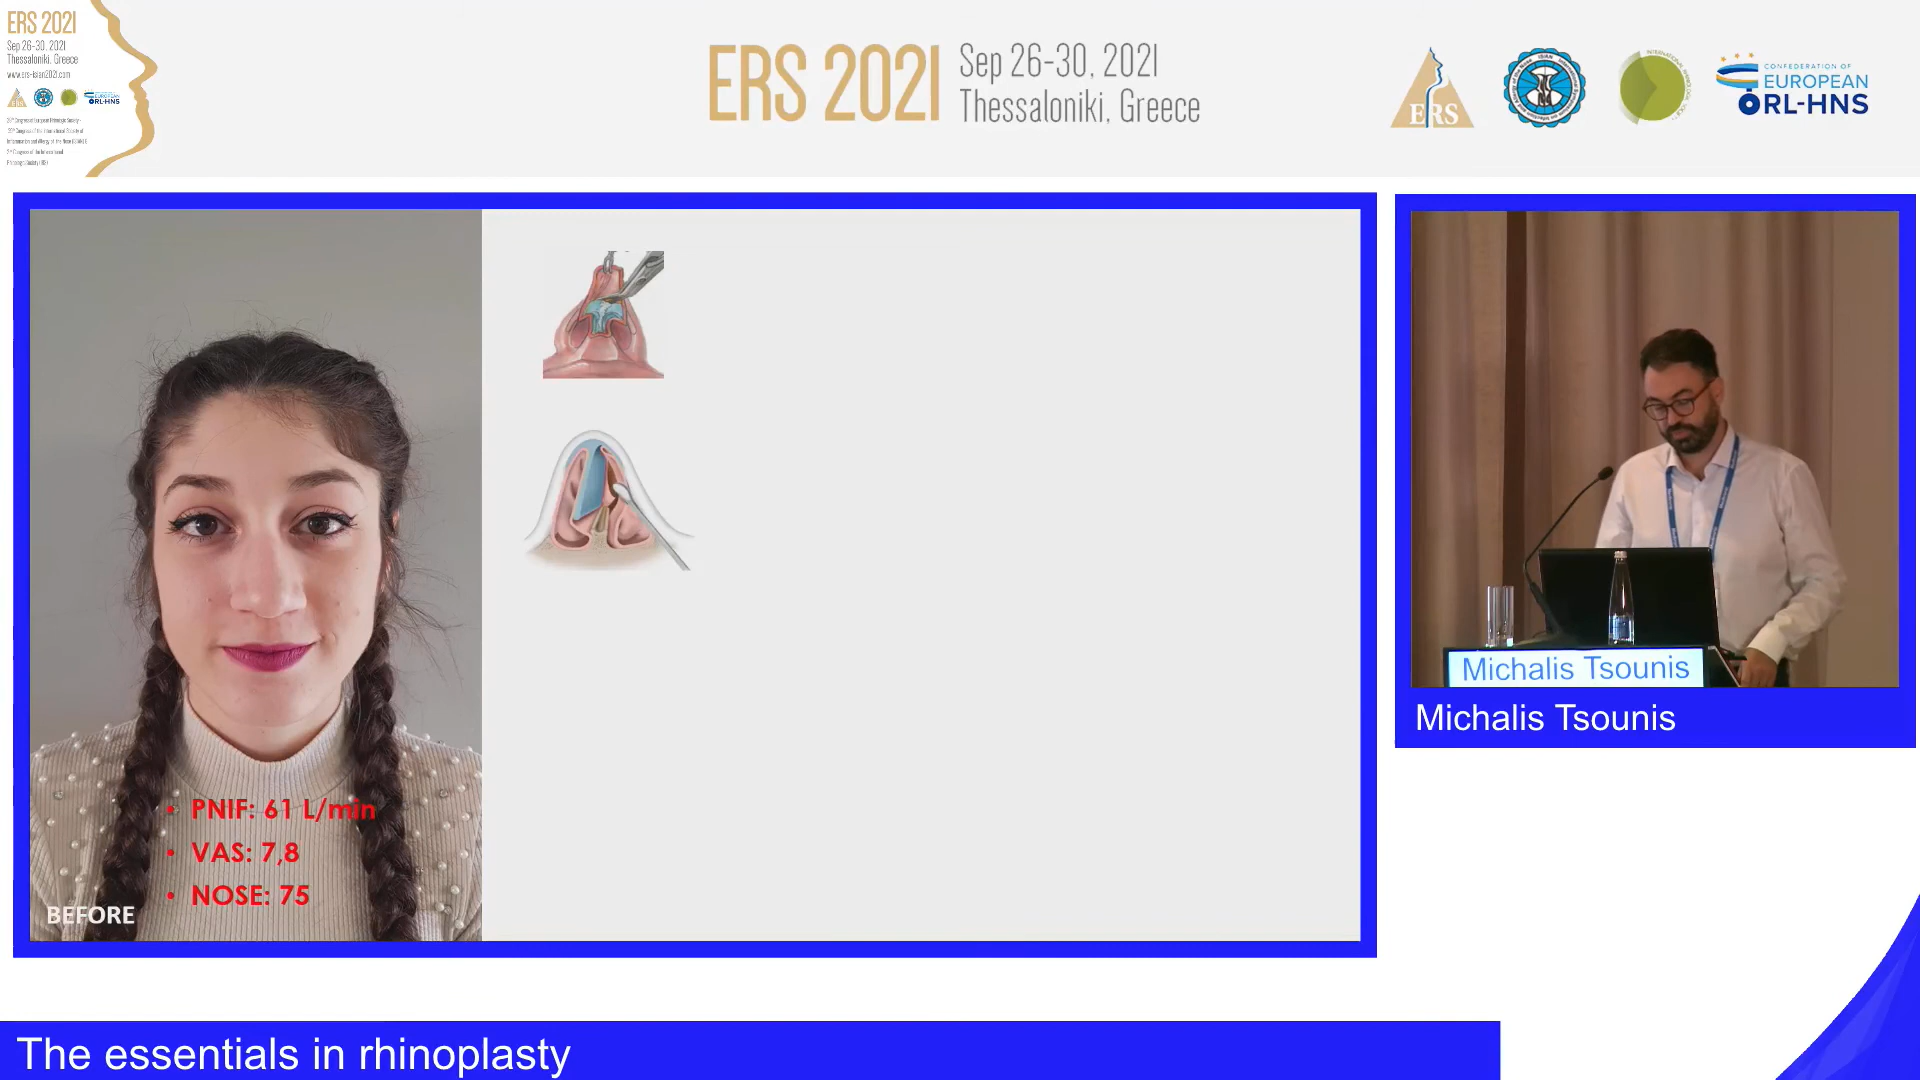 ERS 2021
Sep 26-30, 2021
Thessaloniki, Greece
www.ers-isian2021.com
ERS 2021
Sep 26-30, 2021
Thessaloniki, Greece
ERS
CONFEDERATION OF
EUROPEAN
ORL-HNS
• PNIF: 61 L/min
• VAS: 7,8
• NOSE: 75
BEFORE
Michalis Tsounis
Michalis Tsounis
The essentials in rhinoplasty